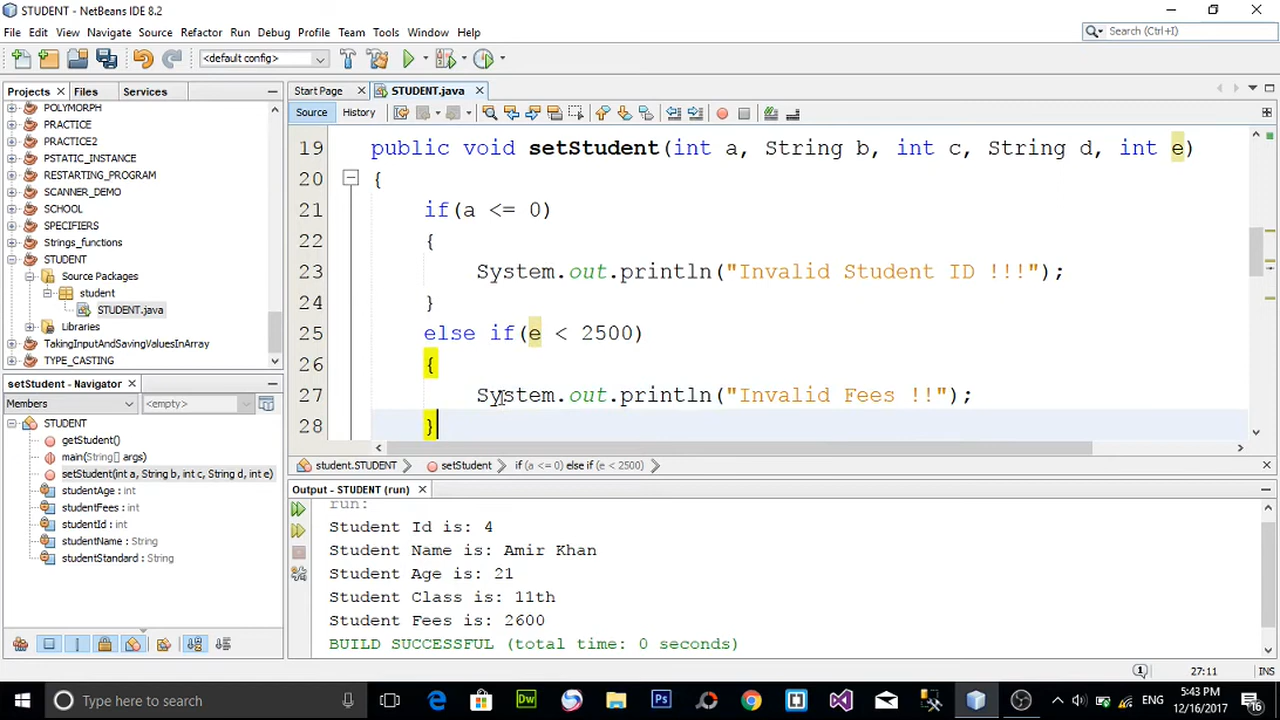 STUDENT - NetBeans IDE 8.2
File Edit View Navigate Source Refactor Run Debug Profile Team Tools Window Help
Search (Ctrl+I)
<default config>
Projects Files Services
Start Page STUDENT.java
Source History
POLYMORPH
PRACTICE
PRACTICE2
PSTATIC_INSTANCE
RESTARTING_PROGRAM
SCANNER_DEMO
SCHOOL
SPECIFIERS
Strings_functions
STUDENT
Source Packages
student
STUDENT.java
Libraries
TakingInputAndSavingValuesInArray
TYPE_CASTING
19 public void setStudent(int a, String b, int c, String d, int e)
20 {
21 if(a <= 0)
22 {
23 System.out.println("Invalid Student ID !!!");
24 }
25 else if(e < 2500)
26 {
27 System.out.println("Invalid Fees !!");
28 }
student.STUDENT setStudent if (a <= 0) else if (e < 2500)
setStudent - Navigator
Members <empty>
STUDENT
getStudent()
main(String[] args)
setStudent(int a, String b, int c, String d, int e)
studentAge : int
studentFees : int
studentId : int
studentName : String
studentStandard : String
Output - STUDENT (run)
run:
Student Id is: 4
Student Name is: Amir Khan
Student Age is: 21
Student Class is: 11th
Student Fees is: 2600
BUILD SUCCESSFUL (total time: 0 seconds)
1 27:11 INS
Type here to search
Dw
Ps
ENG
5:43 PM
12/16/2017
16